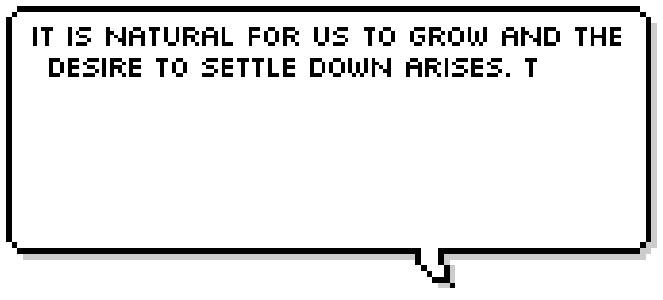 IT IS NATURAL FOR US TO GROW AND THE
DESIRE TO SETTLE DOWN ARISES. T